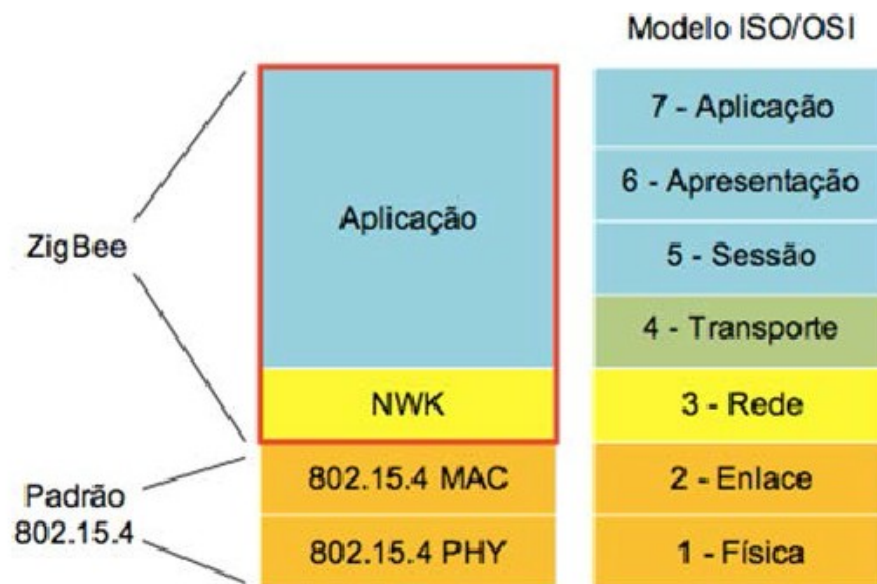 Modelo ISO/OSI
7 - Aplicação
6 - Apresentação
Aplicação
ZigBee
5 - Sessão
4 - Transporte
NWK
3 - Rede
802.15.4 MAC
2 - Enlace
Padrão
802.15.4
802.15.4 PHY
1 - Física